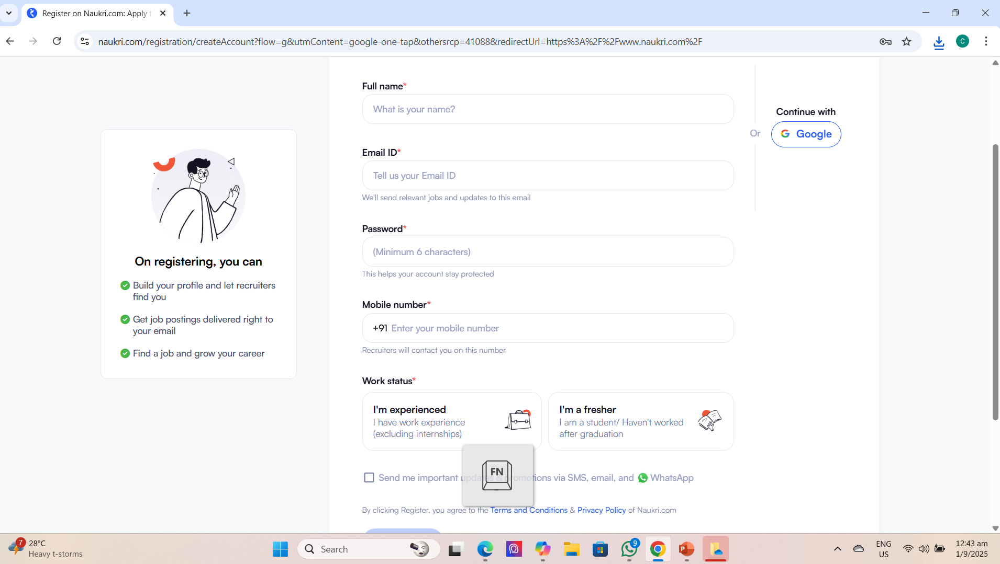 Register on Naukri.com: Apply t
naukri.com/registration/createAccount?flow=g&utmContent=google-one-tap&othersrcp=41088&redirectUrl=https%3A%2F%2Fwww.naukri.com%2F
C
On registering, you can
Build your profile and let recruiters
find you
Get job postings delivered right to
your email
Find a job and grow your career
Full name*
What is your name?
Email ID*
Tell us your Email ID
We'll send relevant jobs and updates to this email
Password*
(Minimum 6 characters)
This helps your account stay protected
Mobile number*
+91 Enter your mobile number
Recruiters will contact you on this number
Work status*
I'm experienced
I have work experience
(excluding internships)
I'm a fresher
I am a student/ Haven't worked
after graduation
Send me important updates & promotions via SMS, email, and WhatsApp
FN
By clicking Register, you agree to the Terms and Conditions & Privacy Policy of Naukri.com
Or
Continue with
Google
7
28°C
Heavy t-storms
Search
9
P
ENG
US
12:43 am
1/9/2025